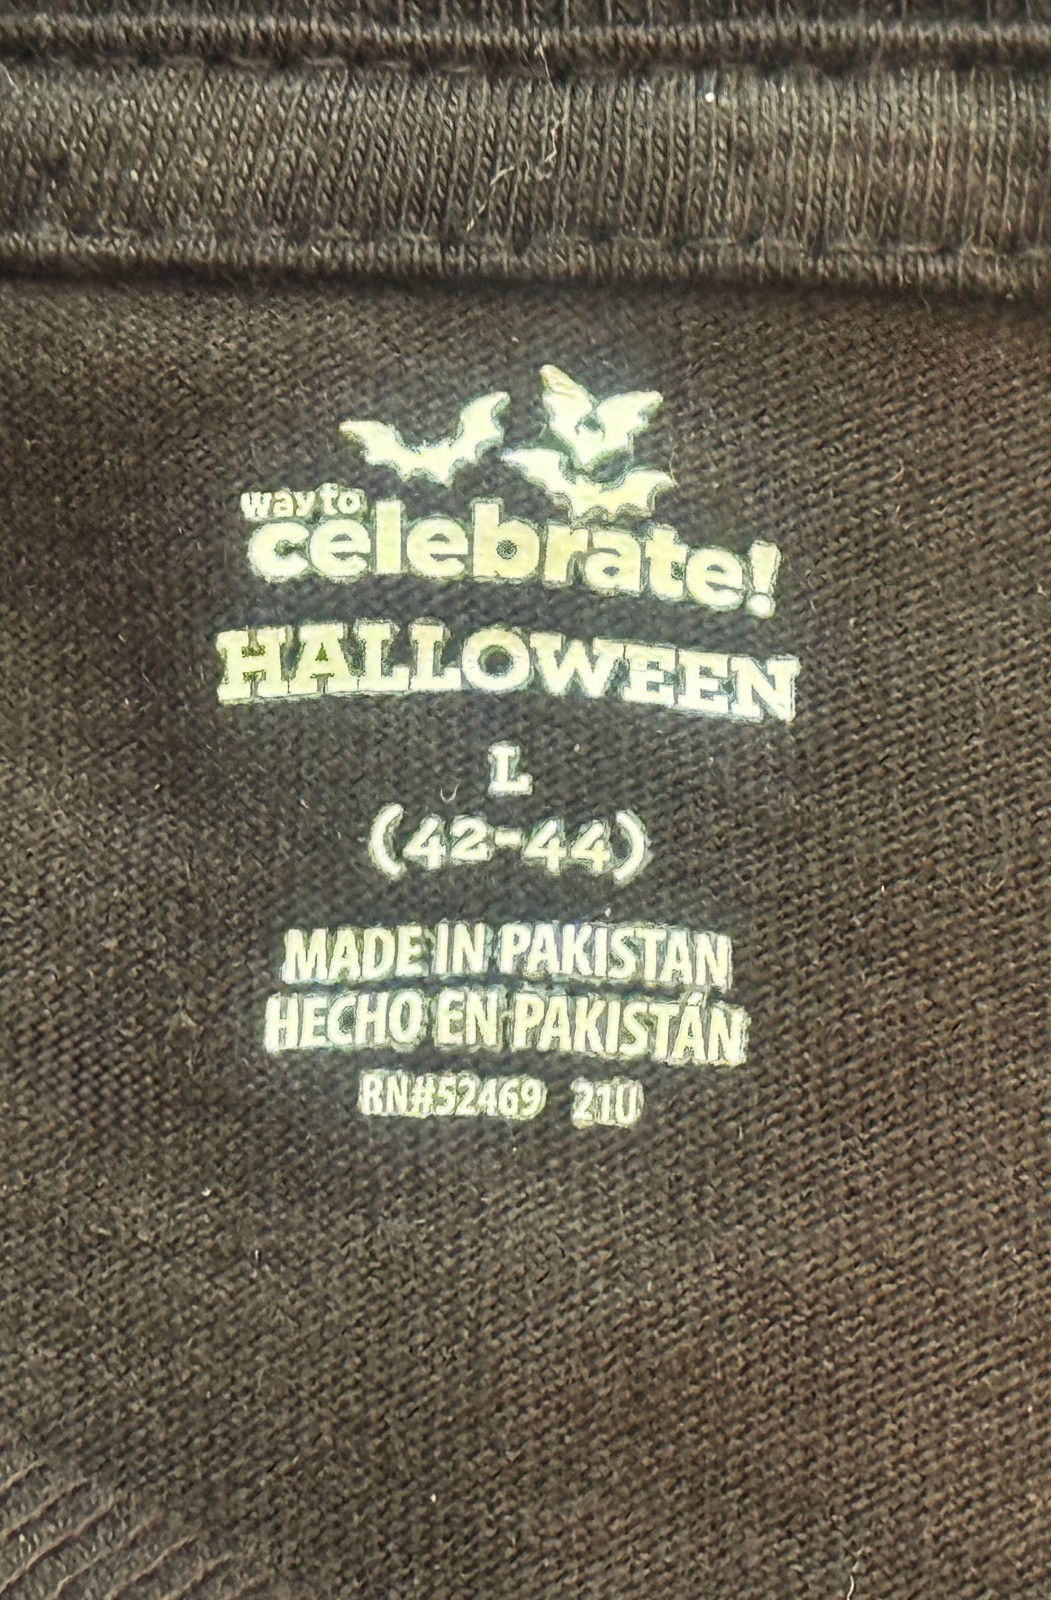 way to
celebrate!
HALLOWEEN
L
(42-44)
MADE IN PAKISTAN
HECHO EN PAKISTÁN
RN#52469 21U